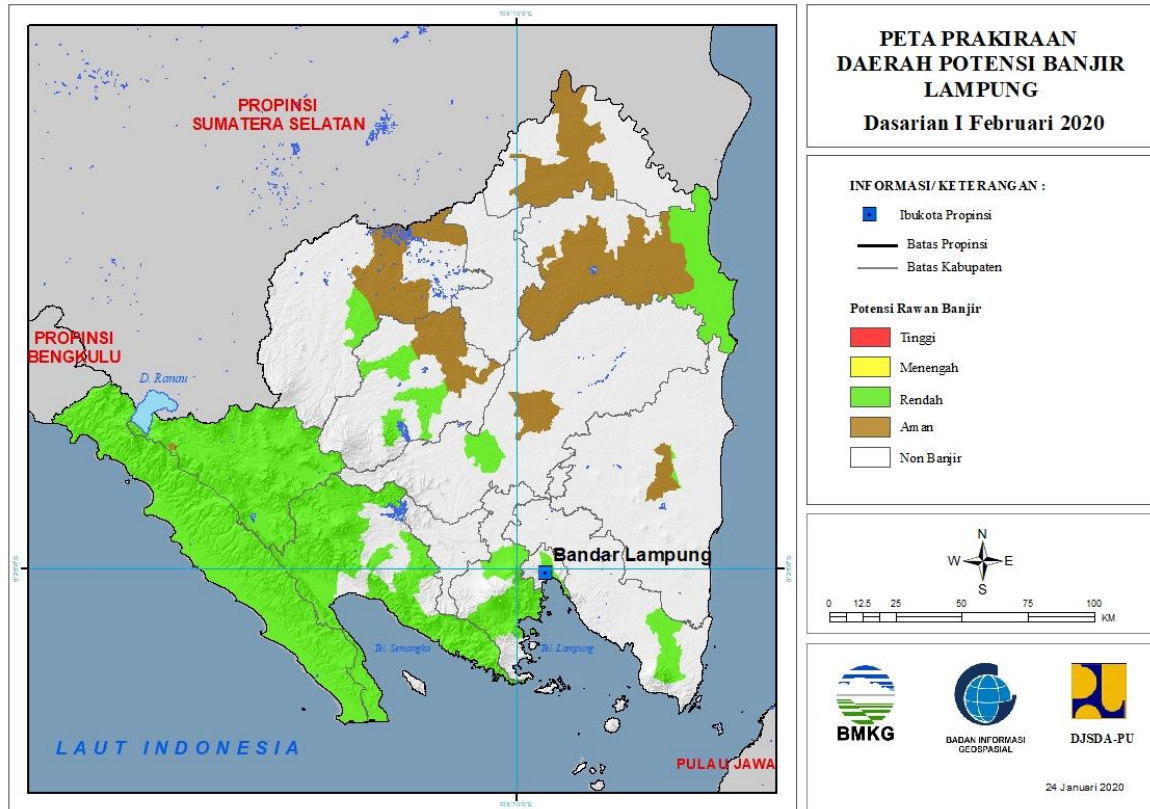 PROPINSI
SUMATERA SELATAN
PROPINSI
BENGKULU
D. Ranau
Bandar Lampung
Tel. Semangka
Tel. Lampung
LAUT INDONESIA
PULAU JAWA
PETA PRAKIRAAN
DAERAH POTENSI BANJIR
LAMPUNG
Dasarian I Februari 2020
INFORMASI/ KETERANGAN :
Ibukota Propinsi
Batas Propinsi
Batas Kabupaten
Potensi Rawan Banjir
Tinggi
Menengah
Rendah
Aman
Non Banjir
N
W E
S
0 12.5 25 50 75 100
KM
BMKG
BADAN INFORMASI
GEOSPASIAL
DJSDA-PU
24 Januari 2020